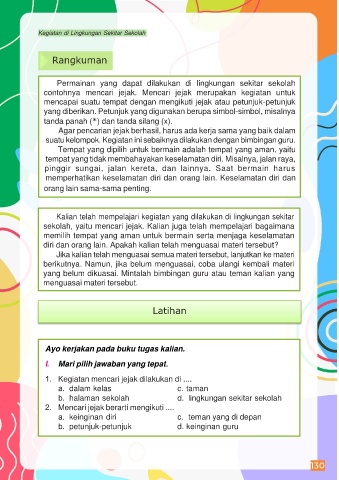 Kegiatan di Lingkungan Sekitar Sekolah
Rangkuman
Permainan yang dapat dilakukan di lingkungan sekitar sekolah
contohnya mencari jejak. Mencari jejak merupakan kegiatan untuk
mencapai suatu tempat dengan mengikuti jejak atau petunjuk-petunjuk
yang diberikan. Petunjuk yang digunakan berupa simbol-simbol, misalnya
tanda panah (*) dan tanda silang (x).
Agar pencarian jejak berhasil, harus ada kerja sama yang baik dalam
suatu kelompok. Kegiatan ini sebaiknya dilakukan dengan bimbingan guru.
Tempat yang dipilih untuk bermain adalah tempat yang aman, yaitu
tempat yang tidak membahayakan keselamatan diri. Misalnya, jalan raya,
pinggir sungai, jalan kereta, dan lainnya. Saat bermain harus
memperhatikan keselamatan diri dan orang lain. Keselamatan diri dan
orang lain sama-sama penting.
Kalian telah mempelajari kegiatan yang dilakukan di lingkungan sekitar
sekolah, yaitu mencari jejak. Kalian juga telah mempelajari bagaimana
memilih tempat yang aman untuk bermain serta menjaga keselamatan
diri dan orang lain. Apakah kalian telah menguasai materi tersebut?
Jika kalian telah menguasai semua materi tersebut, lanjutkan ke materi
berikutnya. Namun, jika belum menguasai, coba ulangi kembali materi
yang belum dikuasai. Mintalah bimbingan guru atau teman kalian yang
menguasai materi tersebut.
Latihan
Ayo kerjakan pada buku tugas kalian.
I. Mari pilih jawaban yang tepat.
1. Kegiatan mencari jejak dilakukan di ....
a. dalam kelas c. taman
b. halaman sekolah d. lingkungan sekitar sekolah
2. Mencari jejak berarti mengikuti ....
a. keinginan diri c. teman yang di depan
b. petunjuk-petunjuk d. keinginan guru
130